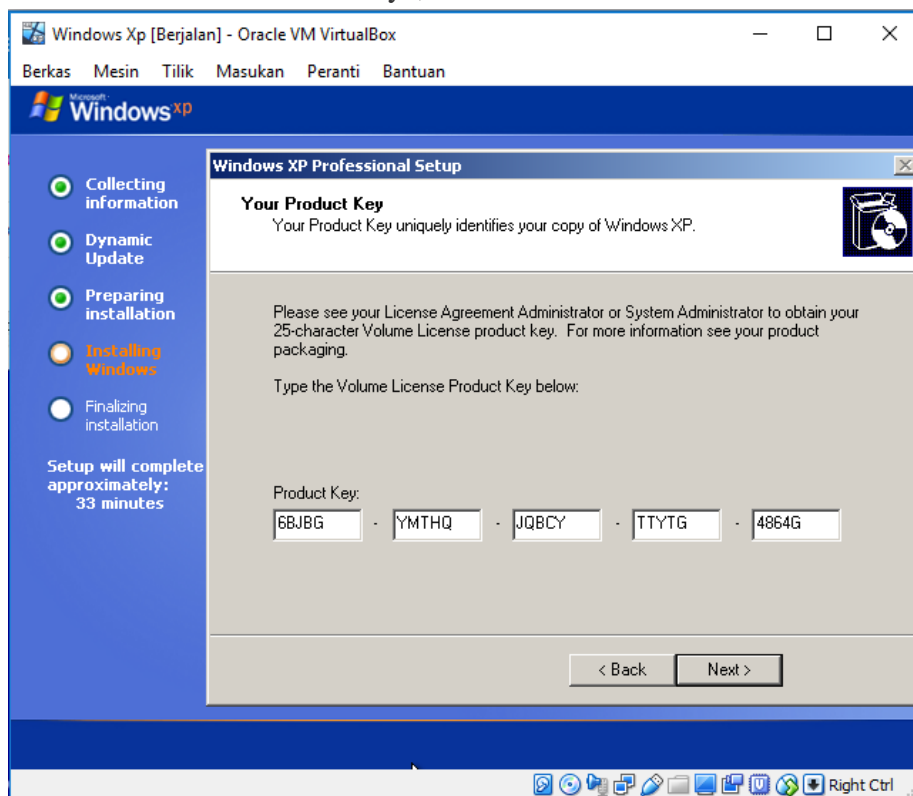 Windows Xp [Berjalan] - Oracle VM VirtualBox
Berkas Mesin Tilik Masukan Peranti Bantuan
Microsoft
Windows xp
Windows XP Professional Setup
Collecting
information
Dynamic
Update
Preparing
installation
Installing
Windows
Finalizing
installation
Setup will complete
approximately:
33 minutes
Your Product Key
Your Product Key uniquely identifies your copy of Windows XP.
Please see your License Agreement Administrator or System Administrator to obtain your
25-character Volume License product key. For more information see your product
packaging.
Type the Volume License Product Key below:
Product Key:
6BJBG - YMTHQ - JQBCY - TTYTG - 4864G
< Back Next >
Right Ctrl